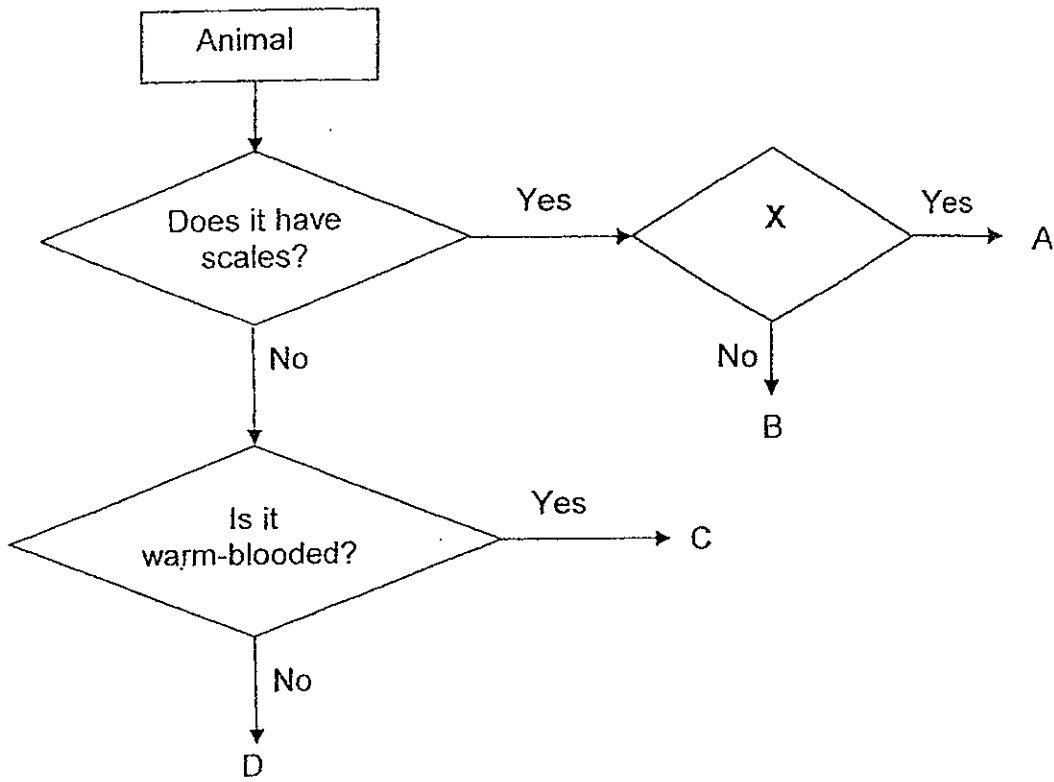 Animal
Does it have
scales?
Yes
X
Yes
A
No
No
B
Is it
warm-blooded?
Yes
C
No
D